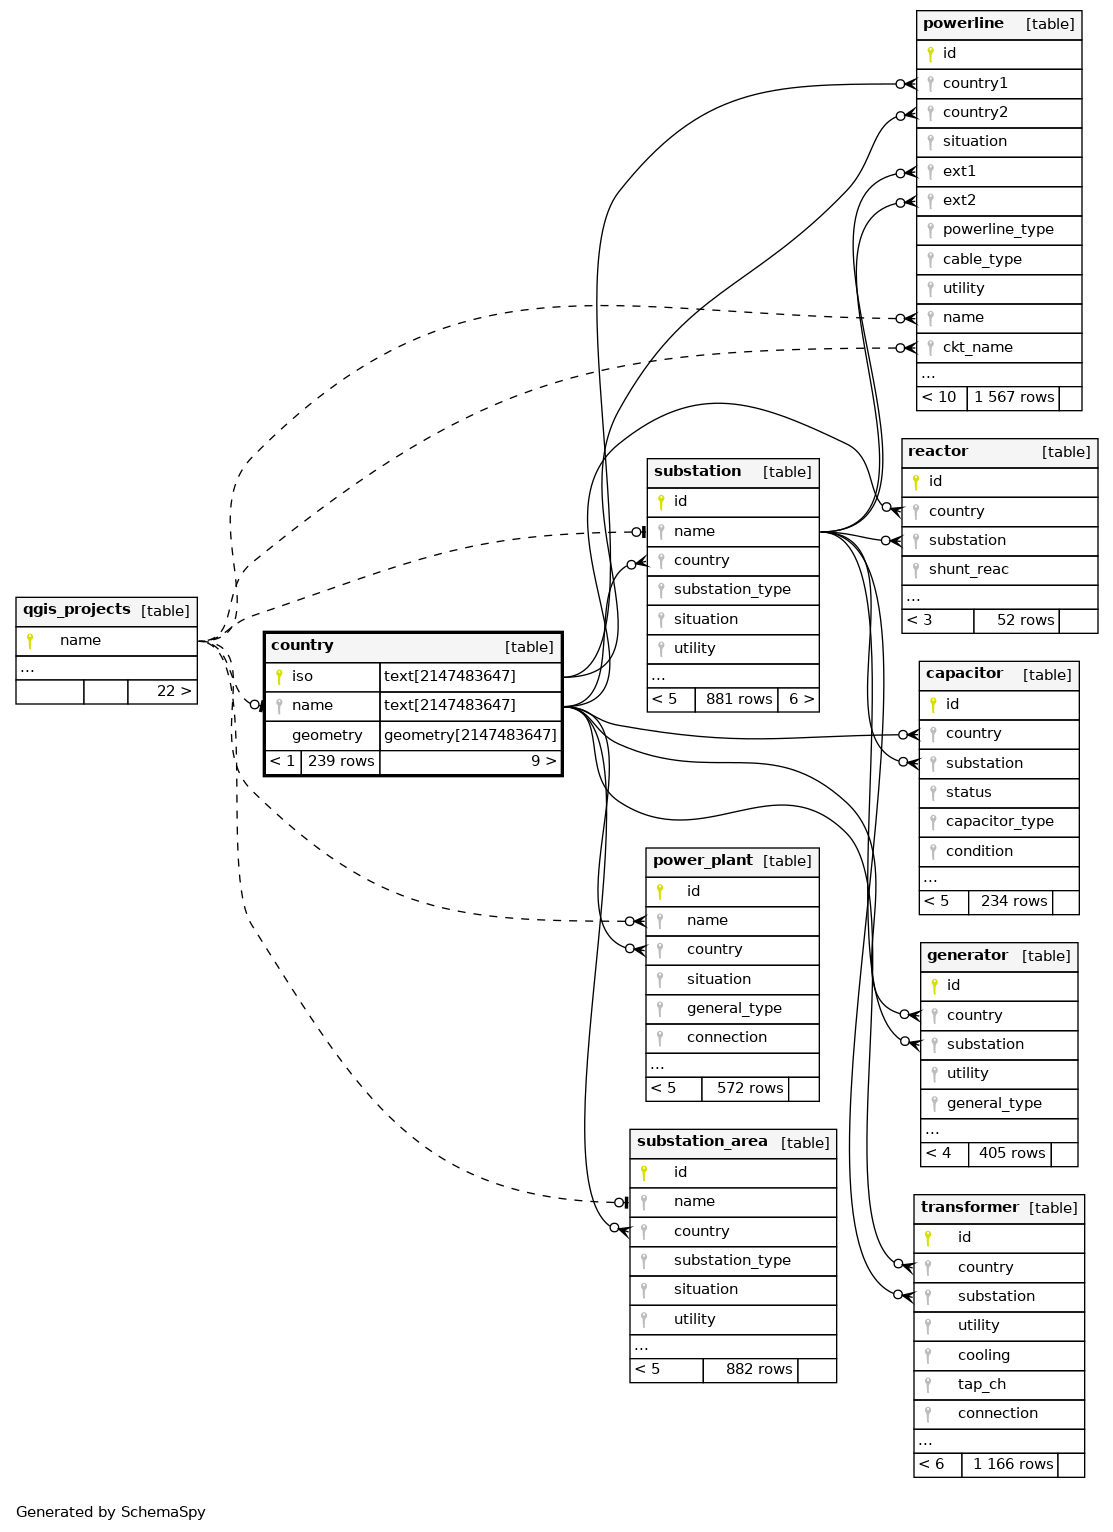 powerline [table]
id
country1
country2
situation
ext1
ext2
powerline_type
cable_type
utility
name
ckt_name
...
< 10 1 567 rows
reactor [table]
id
country
substation
shunt_reac
...
< 3 52 rows
substation [table]
id
name
country
substation_type
situation
utility
...
< 5 881 rows 6 >
qgis_projects [table]
name
...
22 >
country [table]
iso text[2147483647]
name text[2147483647]
geometry geometry[2147483647]
< 1 239 rows 9 >
capacitor [table]
id
country
substation
status
capacitor_type
condition
...
< 5 234 rows
power_plant [table]
id
name
country
situation
general_type
connection
...
< 5 572 rows
generator [table]
id
country
substation
utility
general_type
...
< 4 405 rows
substation_area [table]
id
name
country
substation_type
situation
utility
...
< 5 882 rows
transformer [table]
id
country
substation
utility
cooling
tap_ch
connection
...
< 6 1 166 rows
Generated by SchemaSpy